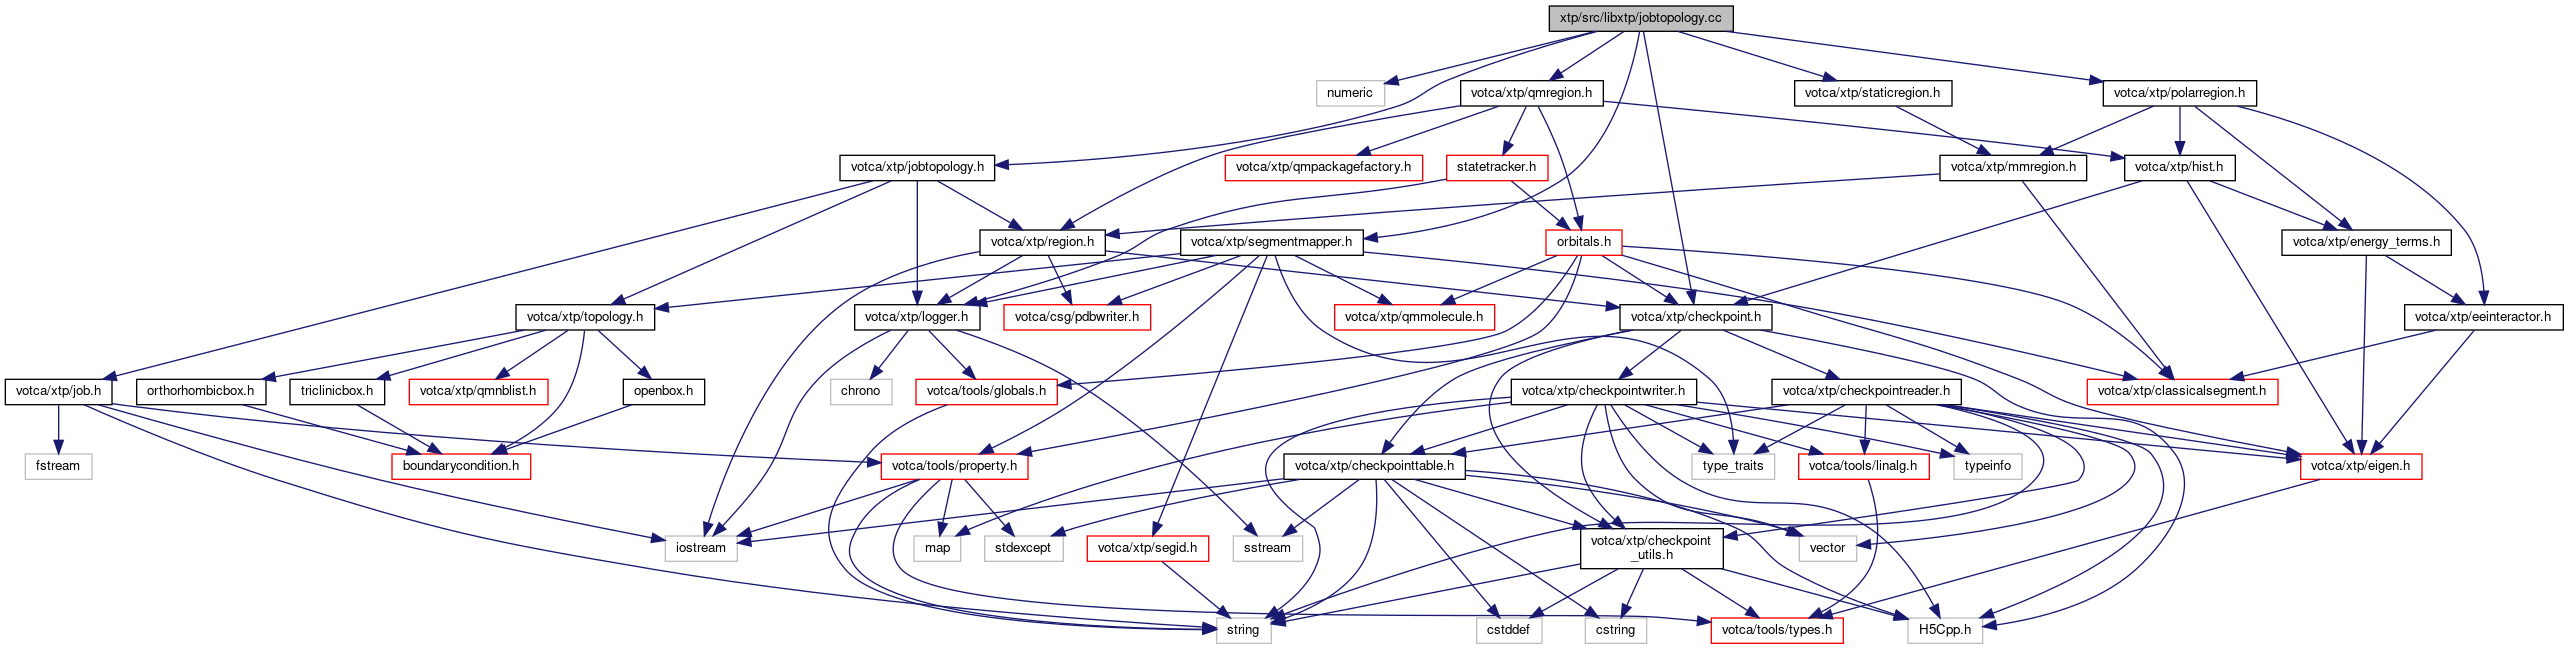 xtp/src/libxtp/jobtopology.cc
numeric
votca/xtp/qmregion.h
votca/xtp/staticregion.h
votca/xtp/polarregion.h
votca/xtp/jobtopology.h
votca/xtp/qmpackagefactory.h
statetracker.h
votca/xtp/mmregion.h
votca/xtp/hist.h
votca/xtp/region.h
votca/xtp/segmentmapper.h
orbitals.h
votca/xtp/energy_terms.h
votca/xtp/topology.h
votca/xtp/logger.h
votca/csg/pdbwriter.h
votca/xtp/qmmolecule.h
votca/xtp/checkpoint.h
votca/xtp/eeinteractor.h
votca/xtp/job.h
orthorhombicbox.h
triclinicbox.h
votca/xtp/qmnblist.h
openbox.h
chrono
votca/tools/globals.h
votca/xtp/checkpointwriter.h
votca/xtp/checkpointreader.h
votca/xtp/classicalsegment.h
fstream
boundarycondition.h
votca/tools/property.h
votca/xtp/checkpointtable.h
type_traits
votca/tools/linalg.h
typeinfo
votca/xtp/eigen.h
iostream
map
stdexcept
votca/xtp/segid.h
sstream
votca/xtp/checkpoint
_utils.h
vector
string
cstddef
cstring
votca/tools/types.h
H5Cpp.h